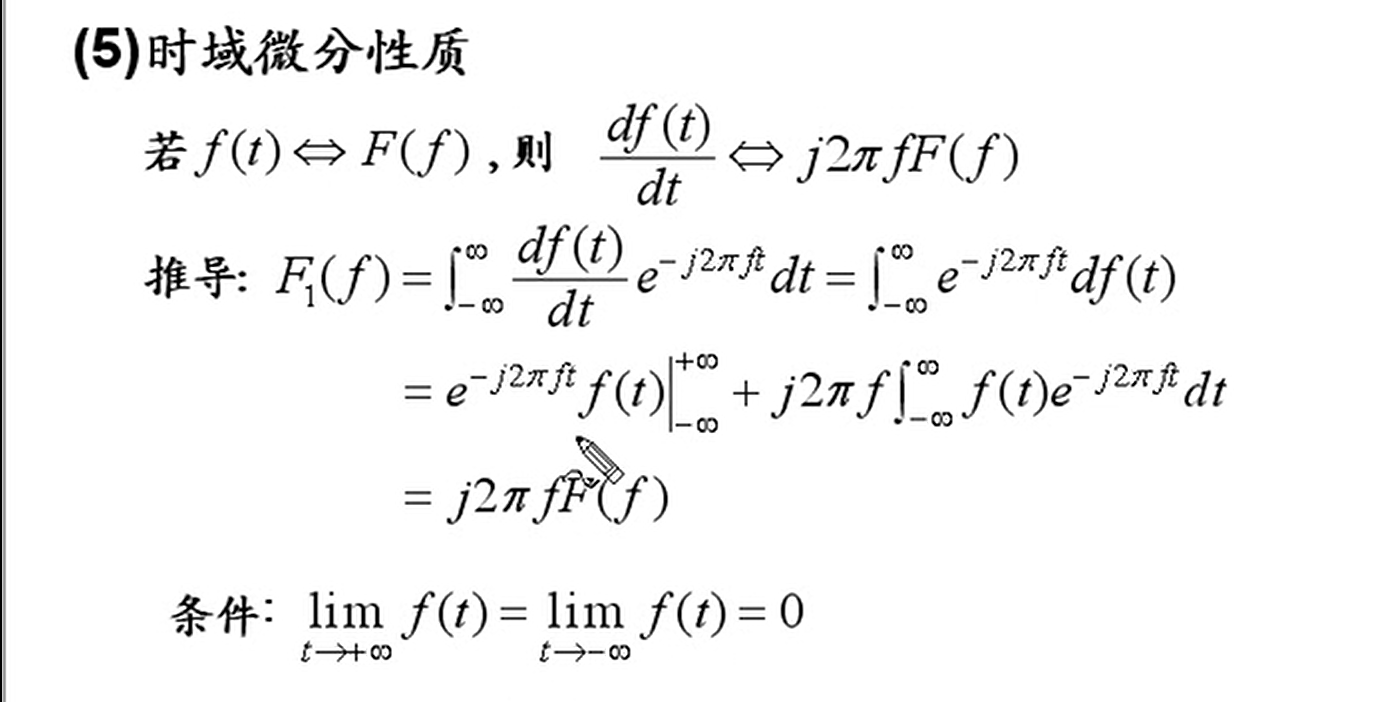 (5)时域微分性质
若 f(t)⇔F(f) ,则 df(t)/dt ⇔ j2πfF(f)
推导: F₁(f) = ∫_{-∞}^{∞} df(t)/dt e^{-j2πft} dt = ∫_{-∞}^{∞} e^{-j2πft} df(t)
= e^{-j2πft} f(t)|_{-∞}^{+∞} + j2πf ∫_{-∞}^{∞} f(t)e^{-j2πft} dt
= j2πfF(f)
条件: lim_{t→+∞} f(t) = lim_{t→-∞} f(t) = 0